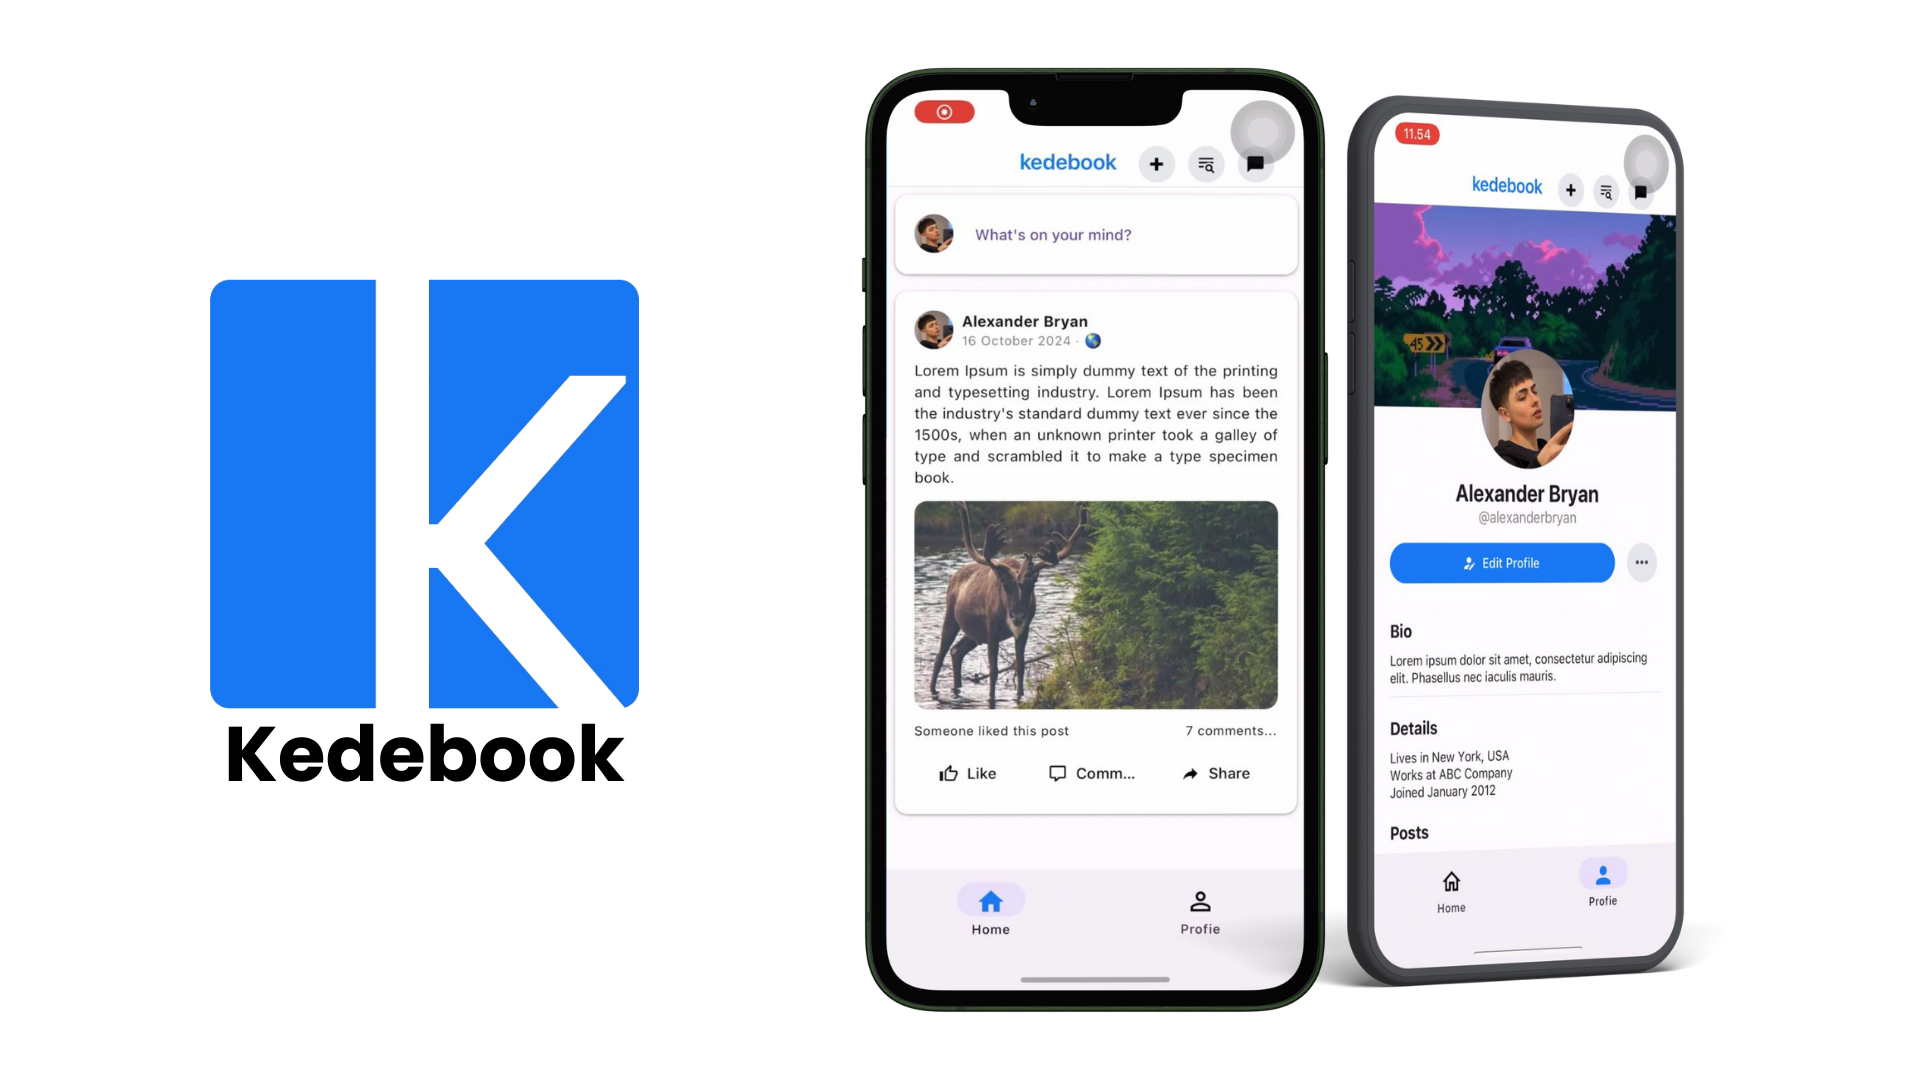 Kedebook
kedebook
What's on your mind?
Alexander Bryan
16 October 2024 ·
Lorem Ipsum is simply dummy text of the printing
and typesetting industry. Lorem Ipsum has been
the industry's standard dummy text ever since the
1500s, when an unknown printer took a galley of
type and scrambled it to make a type specimen
book.
Someone liked this post 7 comments...
Like Comm... Share
Home Profie
11.54
kedebook
45
Alexander Bryan
@alexanderbryan
Edit Profile
Bio
Lorem ipsum dolor sit amet, consectetur adipiscing
elit. Phasellus nec iaculis mauris.
Details
Lives in New York, USA
Works at ABC Company
Joined January 2012
Posts
Home Profie